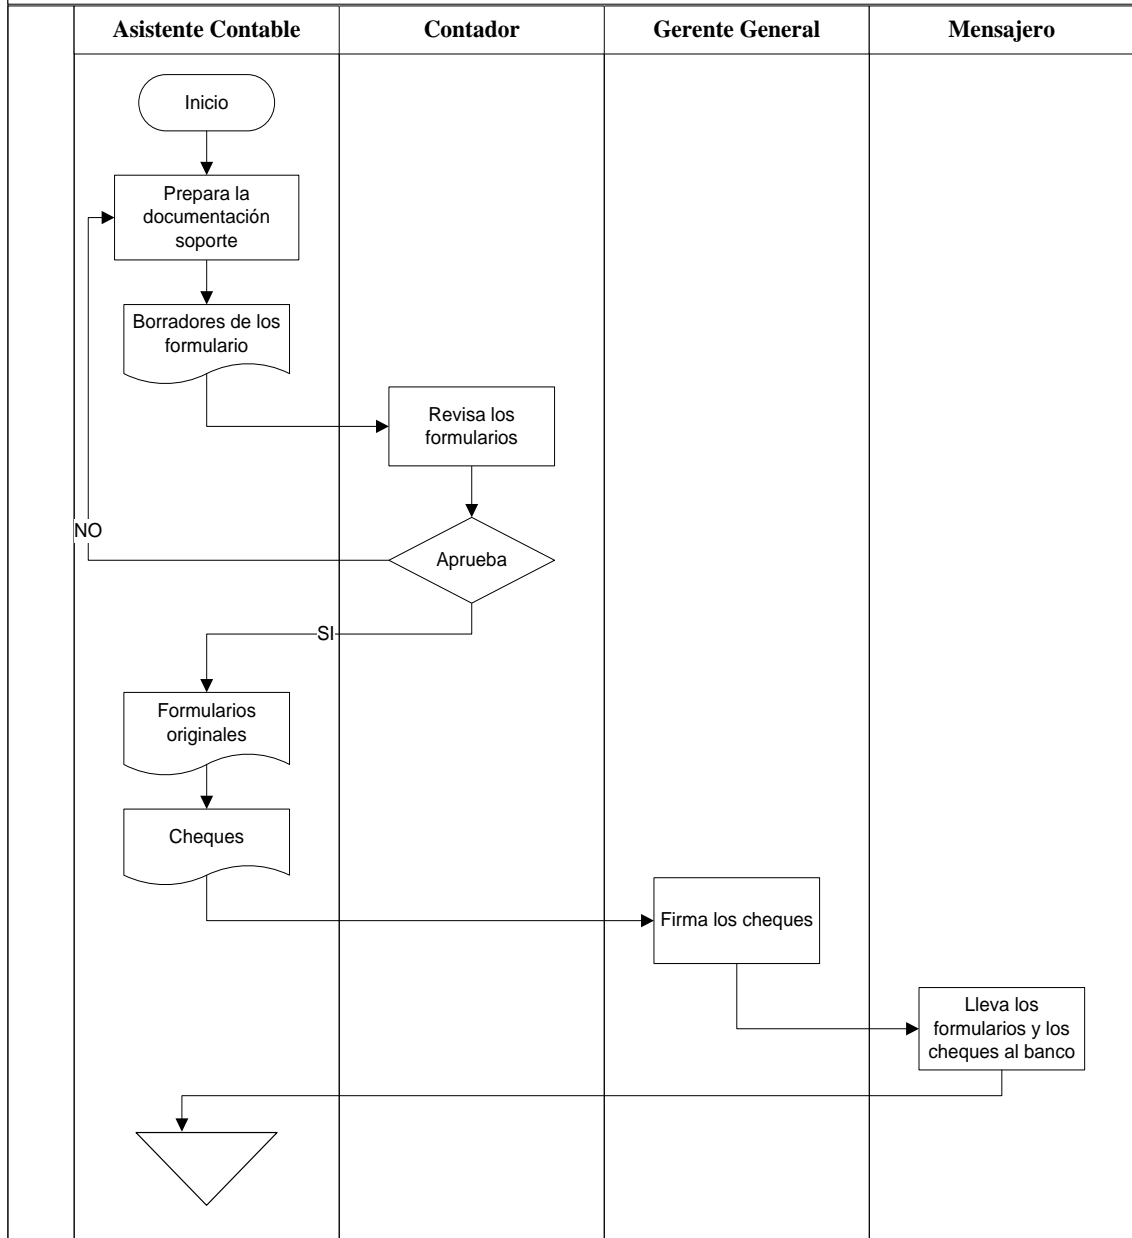 Asistente Contable
Contador
Gerente General
Mensajero
Inicio
Prepara la
documentación
soporte
Borradores de los
formulario
Revisa los
formularios
NO
Aprueba
SI
Formularios
originales
Cheques
Firma los cheques
Lleva los
formularios y los
cheques al banco